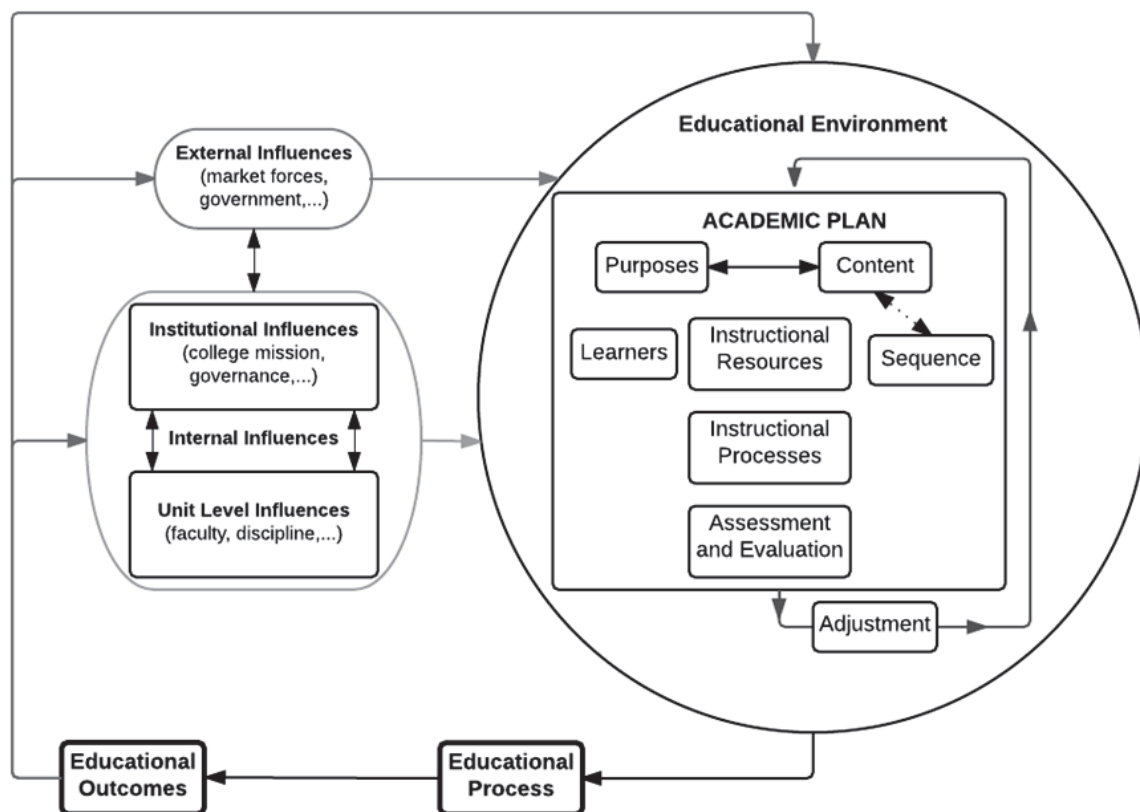 Educational Environment
External Influences
(market forces,
government,...)
ACADEMIC PLAN
Purposes
Content
Institutional Influences
(college mission,
governance,...)
Learners
Instructional
Resources
Sequence
Internal Influences
Instructional
Processes
Unit Level Influences
(faculty, discipline,...)
Assessment
and Evaluation
Adjustment
Educational
Outcomes
Educational
Process